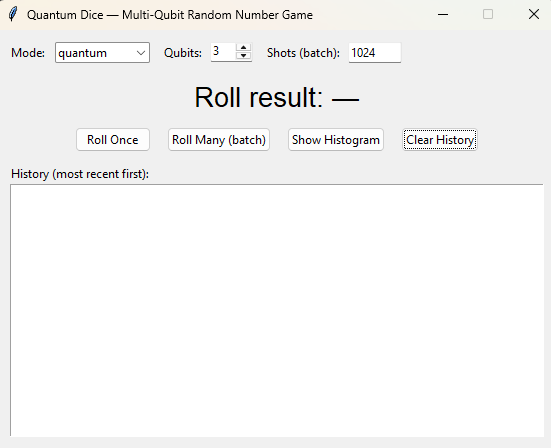 Quantum Dice — Multi-Qubit Random Number Game
Mode: quantum Qubits: 3 Shots (batch): 1024
Roll result: —
Roll Once Roll Many (batch) Show Histogram Clear History
History (most recent first):